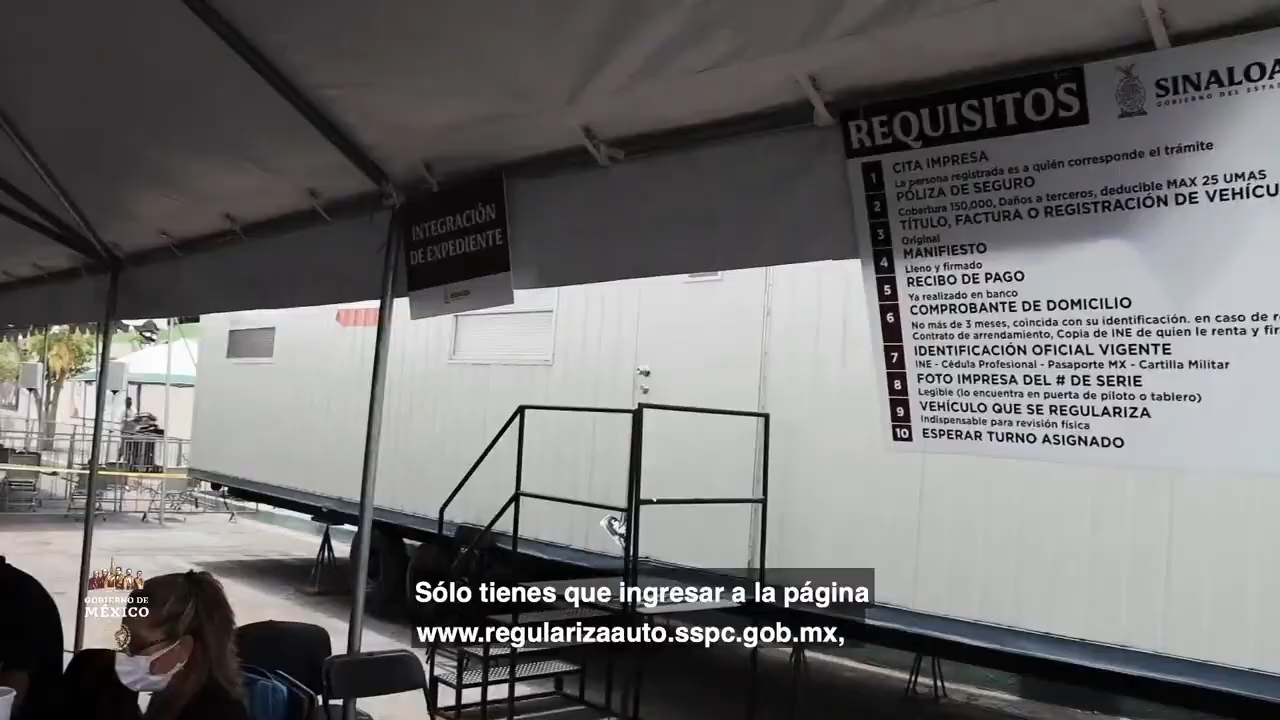 REQUISITOS
SINALOA
GOBIERNO DEL ESTADO
1 CITA IMPRESA
La persona registrada es a quién corresponde el trámite
2 PÓLIZA DE SEGURO
Cobertura 150,000, Daños a terceros, deducible MAX 25 UMAS
3 TÍTULO, FACTURA O REGISTRACIÓN DE VEHÍCU
Original
4 MANIFIESTO
Lleno y firmado
5 RECIBO DE PAGO
Ya realizado en banco
6 COMPROBANTE DE DOMICILIO
No más de 3 meses, coincida con su identificación. en caso de
Contrato de arrendamiento, Copia de INE de quien le renta y
7 IDENTIFICACIÓN OFICIAL VIGENTE
INE - Cédula Profesional - Pasaporte MX - Cartilla Militar
8 FOTO IMPRESA DEL # DE SERIE
Legible (lo encuentra en puerta de piloto o tablero)
9 VEHÍCULO QUE SE REGULARIZA
Indispensable para revisión física
10 ESPERAR TURNO ASIGNADO
INTEGRACIÓN
DE EXPEDIENTE
GOBIERNO DE
MÉXICO
Sólo tienes que ingresar a la página
www.regularizaauto.sspc.gob.mx,